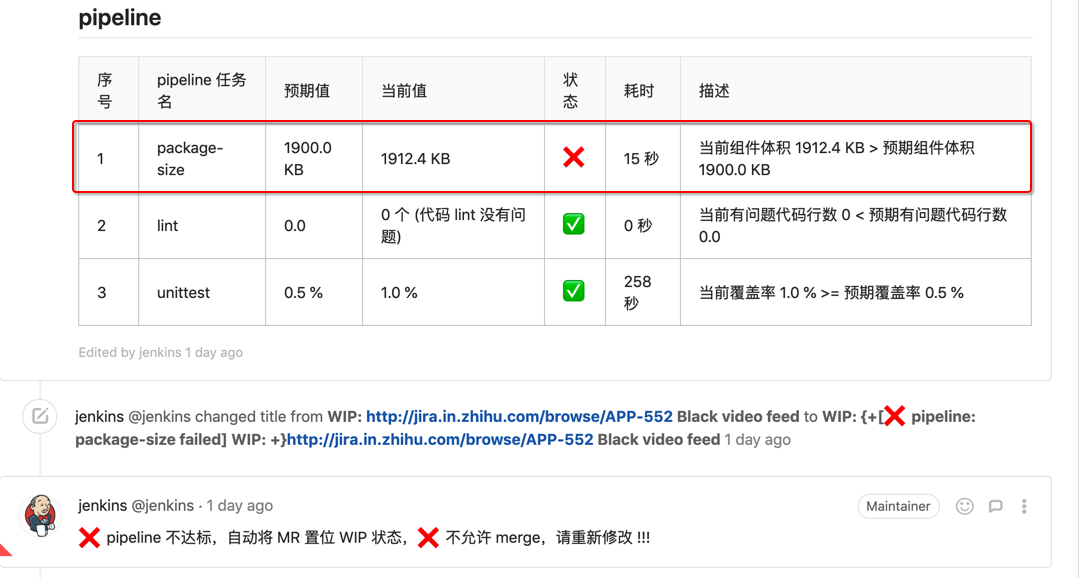 pipeline
序号 pipeline 任务名 预期值 当前值 状态 耗时 描述
1 package-size 1900.0 KB 1912.4 KB ❌ 15 秒 当前组件体积 1912.4 KB > 预期组件体积 1900.0 KB
2 lint 0.0 0 个 (代码 lint 没有问题) ✅ 0 秒 当前有问题代码行数 0 < 预期有问题代码行数 0.0
3 unittest 0.5 % 1.0 % ✅ 258 秒 当前覆盖率 1.0 % >= 预期覆盖率 0.5 %
Edited by jenkins 1 day ago
jenkins @jenkins changed title from WIP: http://jira.in.zhihu.com/browse/APP-552 Black video feed to WIP: {+[❌ pipeline:
package-size failed] WIP: +}http://jira.in.zhihu.com/browse/APP-552 Black video feed 1 day ago
jenkins @jenkins · 1 day ago Maintainer
❌ pipeline 不达标，自动将 MR 置位 WIP 状态，❌ 不允许 merge，请重新修改 !!!